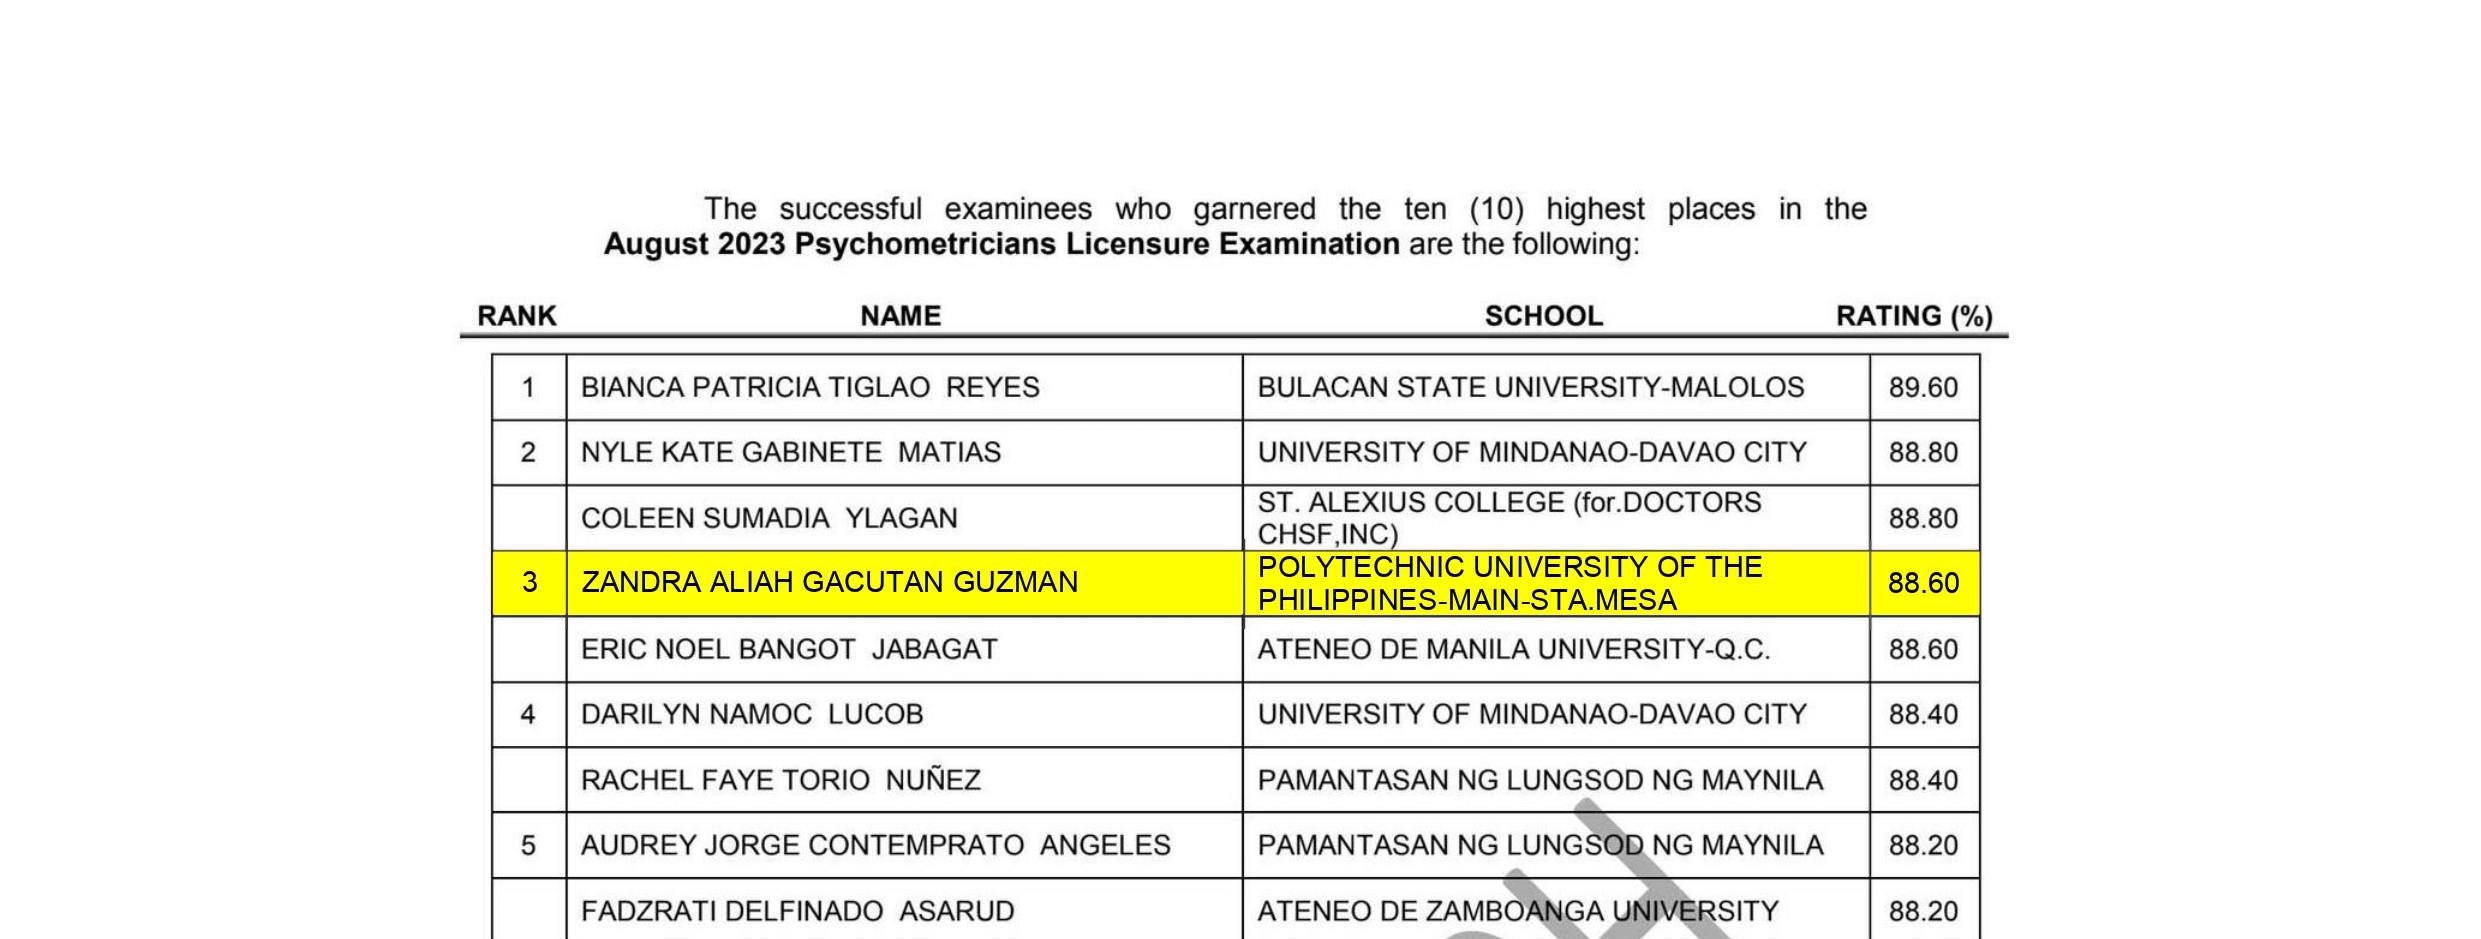 The successful examinees who garnered the ten (10) highest places in the
August 2023 Psychometricians Licensure Examination are the following:
RANK NAME SCHOOL RATING (%)
1 BIANCA PATRICIA TIGLAO REYES BULACAN STATE UNIVERSITY-MALOLOS 89.60
2 NYLE KATE GABINETE MATIAS UNIVERSITY OF MINDANAO-DAVAO CITY 88.80
COLEEN SUMADIA YLAGAN ST. ALEXIUS COLLEGE (for.DOCTORS
CHSF,INC) 88.80
3 ZANDRA ALIAH GACUTAN GUZMAN POLYTECHNIC UNIVERSITY OF THE
PHILIPPINES-MAIN-STA.MESA 88.60
ERIC NOEL BANGOT JABAGAT ATENEO DE MANILA UNIVERSITY-Q.C. 88.60
4 DARILYN NAMOC LUCOB UNIVERSITY OF MINDANAO-DAVAO CITY 88.40
RACHEL FAYE TORIO NUÑEZ PAMANTASAN NG LUNGSOD NG MAYNILA 88.40
5 AUDREY JORGE CONTEMPRATO ANGELES PAMANTASAN NG LUNGSOD NG MAYNILA 88.20
FADZRATI DELFINADO ASARUD ATENEO DE ZAMBOANGA UNIVERSITY 88.20